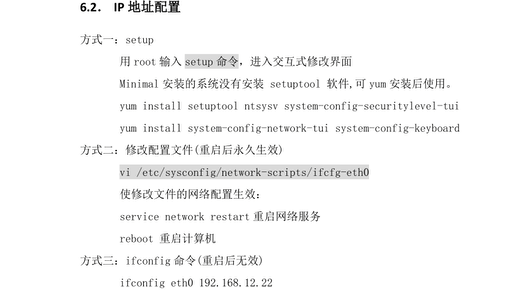 6.2. IP 地址配置
方式一：setup
用 root 输入 setup 命令，进入交互式修改界面
Minimal 安装的系统没有安装 setuptool 软件,可 yum 安装后使用。
yum install setuptool ntsysv system-config-securitylevel-tui
yum install system-config-network-tui system-config-keyboard
方式二：修改配置文件(重启后永久生效)
vi /etc/sysconfig/network-scripts/ifcfg-eth0
使修改文件的网络配置生效：
service network restart 重启网络服务
reboot 重启计算机
方式三：ifconfig 命令(重启后无效)
ifconfig eth0 192.168.12.22